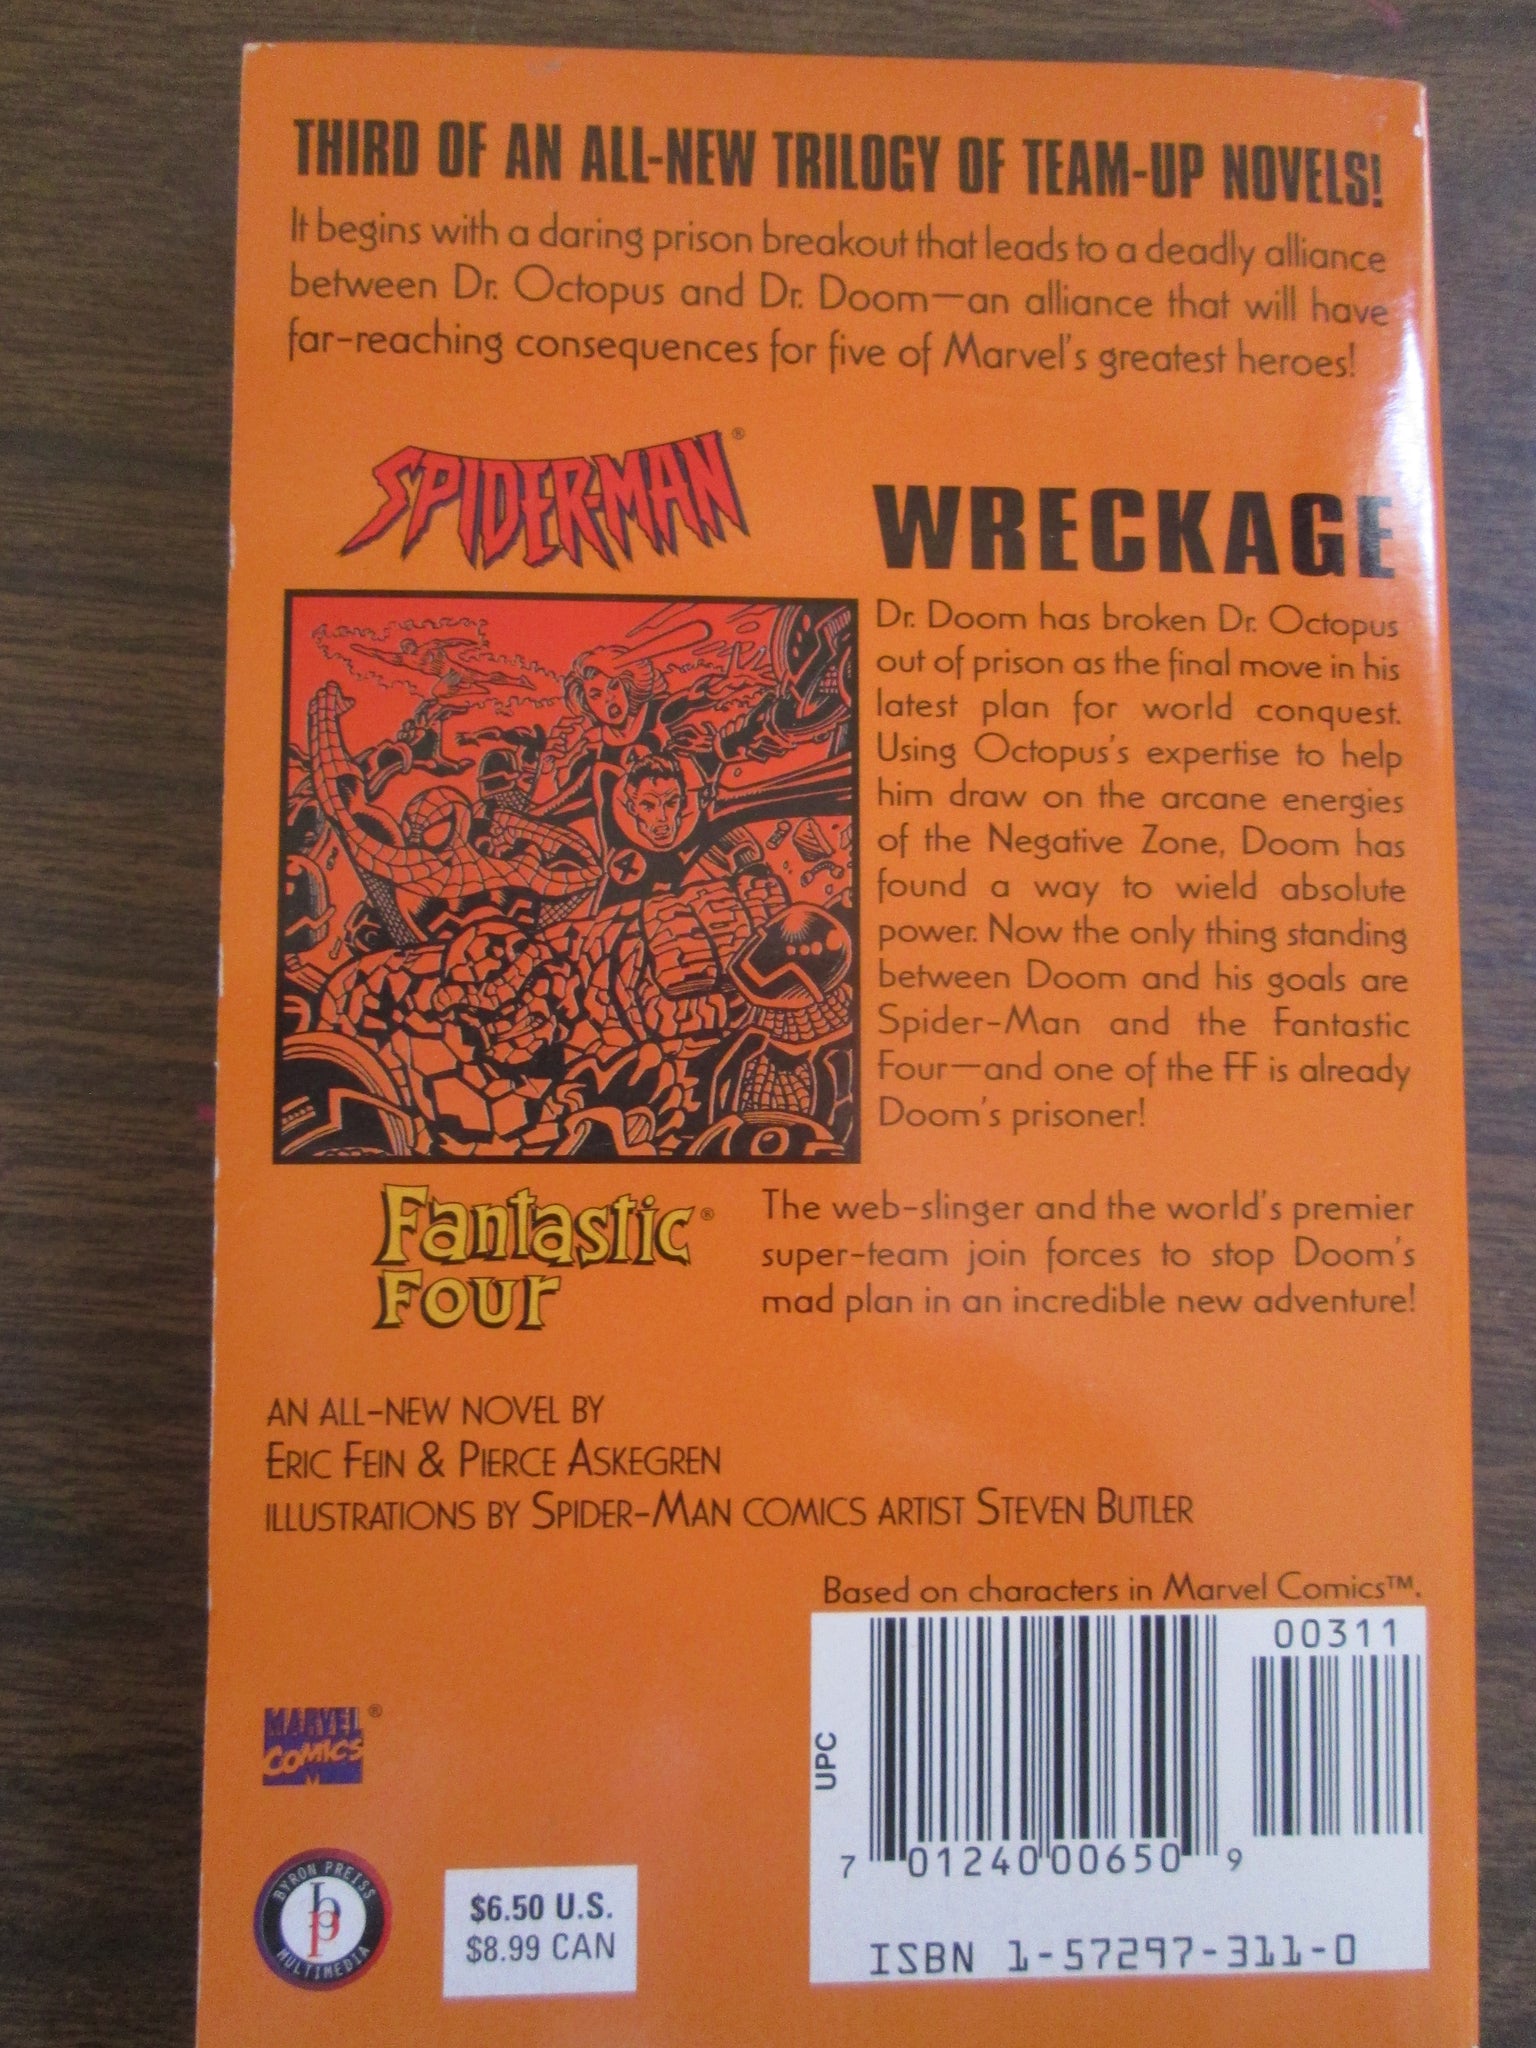 THIRD OF AN ALL-NEW TRILOGY OF TEAM-UP NOVELS!
It begins with a daring prison breakout that leads to a deadly alliance
between Dr. Octopus and Dr. Doom—an alliance that will have
far-reaching consequences for five of Marvel's greatest heroes!
SPIDER-MAN®
WRECKAGE
Dr. Doom has broken Dr. Octopus
out of prison as the final move in his
latest plan for world conquest.
Using Octopus's expertise to help
him draw on the arcane energies
of the Negative Zone, Doom has
found a way to wield absolute
power. Now the only thing standing
between Doom and his goals are
Spider-Man and the Fantastic
Four—and one of the FF is already
Doom's prisoner!
4
Fantastic®
Four
The web-slinger and the world's premier
super-team join forces to stop Doom's
mad plan in an incredible new adventure!
AN ALL-NEW NOVEL BY
ERIC FEIN & PIERCE ASKEGREN
ILLUSTRATIONS BY SPIDER-MAN COMICS ARTIST STEVEN BUTLER
Based on characters in Marvel Comics™.
00311
UPC
7 01240 00650 9
ISBN 1-57297-311-0
MARVEL®
COMICS
BYRON PREISS
bp
MULTIMEDIA
$6.50 U.S.
$8.99 CAN